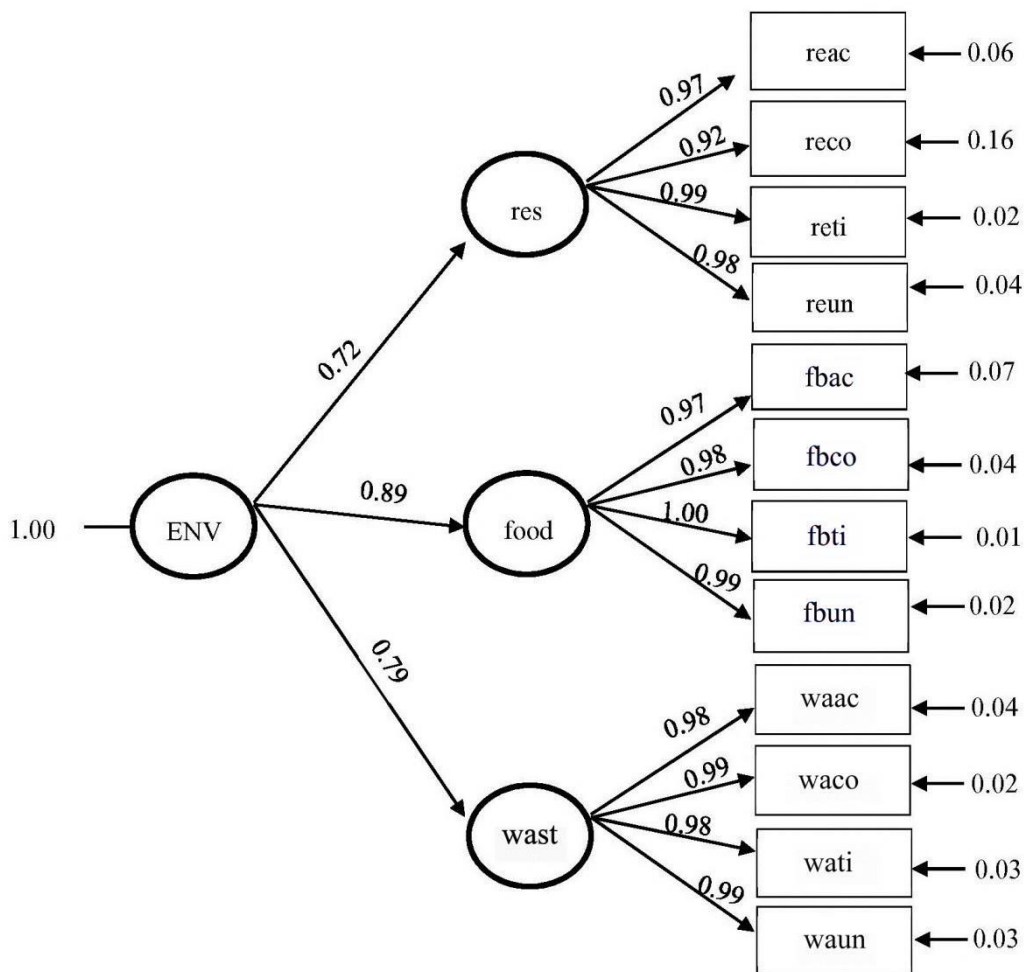 reac
0.06
0.97
reco
0.16
0.92
res
0.99
reti
0.02
0.98
reun
0.04
0.72
fbac
0.07
0.97
fbco
0.04
0.98
1.00
ENV
0.89
food
1.00
fbti
0.01
0.99
fbun
0.02
0.79
waac
0.04
0.98
waco
0.02
0.99
wast
0.98
wati
0.03
0.99
waun
0.03